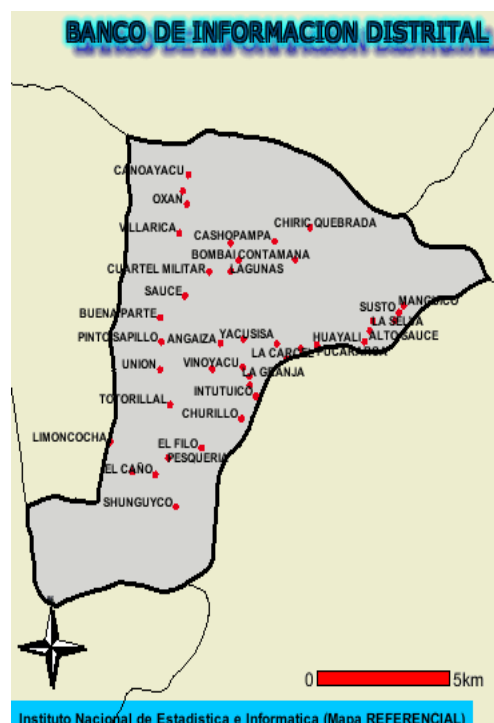 BANCO DE INFORMACION DISTRITAL
CANOAYACU
OXAN
VILLARICA
CASHOPAMPA
CHIRIC QUEBRADA
BOMBAI
CONTAMANA
CUARTEL MILITAR
LAGUNAS
SAUCE
MANGUICO
SUSTO
BUENA PARTE
LA SELVA
PINTO SAPILLO
ANGAIZA
YACUSISA
HUAYALI
ALTO SAUCE
LA CARCEL
PUCARARCA
UNION
VINOYACU
LA GRANJA
INTUTUICO
TOTORILLAL
CHURILLO
LIMONCOCHA
EL FILO
PESQUERIA
EL CAÑO
SHUNGUYCO
N
0 5km
Instituto Nacional de Estadistica e Informatica (Mapa REFERENCIAL)